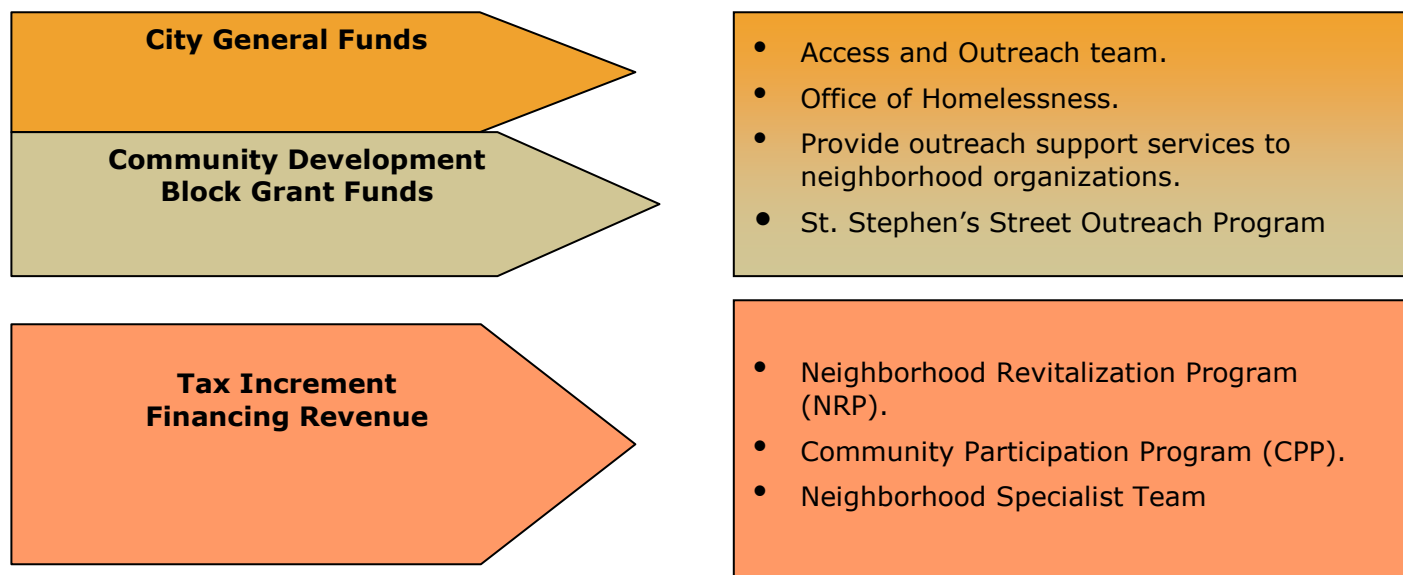 City General Funds
Community Development
Block Grant Funds
• Access and Outreach team.
• Office of Homelessness.
• Provide outreach support services to
neighborhood organizations.
• St. Stephen’s Street Outreach Program
Tax Increment
Financing Revenue
• Neighborhood Revitalization Program
(NRP).
• Community Participation Program (CPP).
• Neighborhood Specialist Team